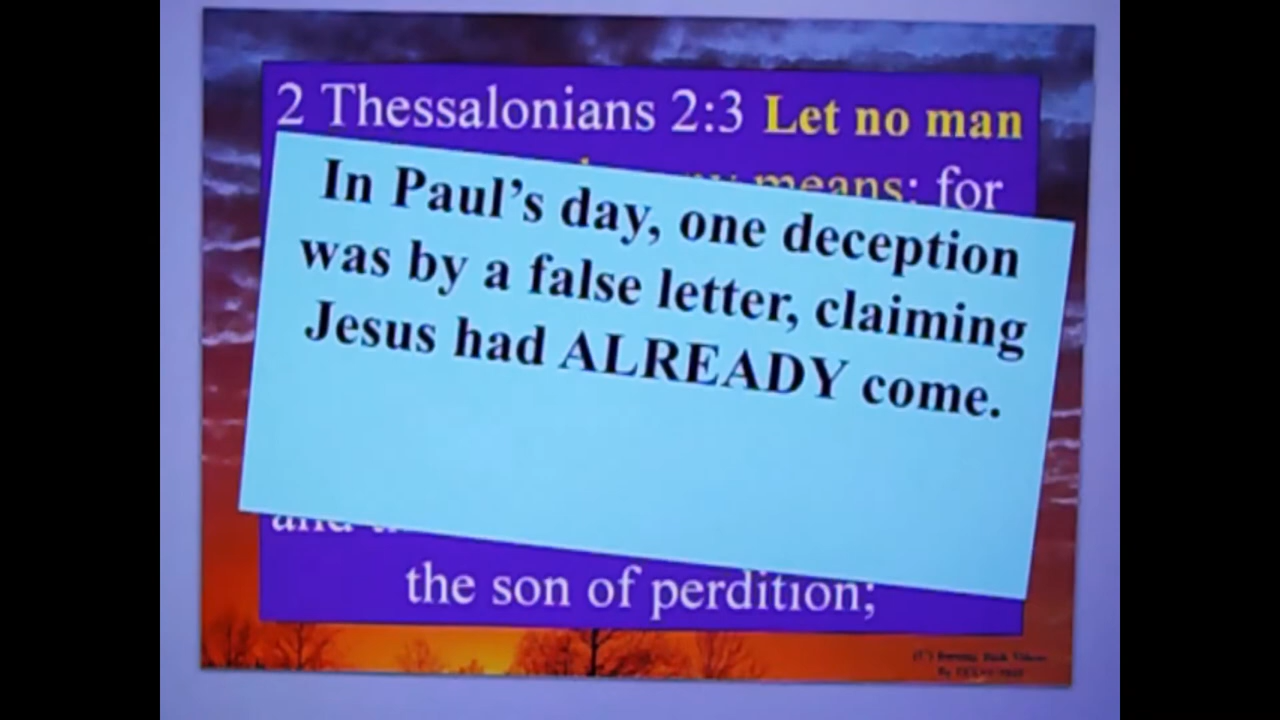 2 Thessalonians 2:3 Let no man
means: for
In Paul's day, one deception
was by a false letter, claiming
Jesus had ALREADY come.
the son of perdition;